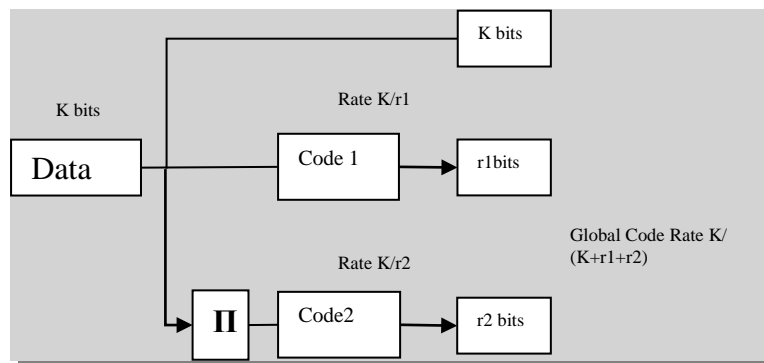 K bits
Rate K/r1
K bits
Data
Code 1
r1bits
Global Code Rate K/
(K+r1+r2)
Rate K/r2
Π
Code2
r2 bits